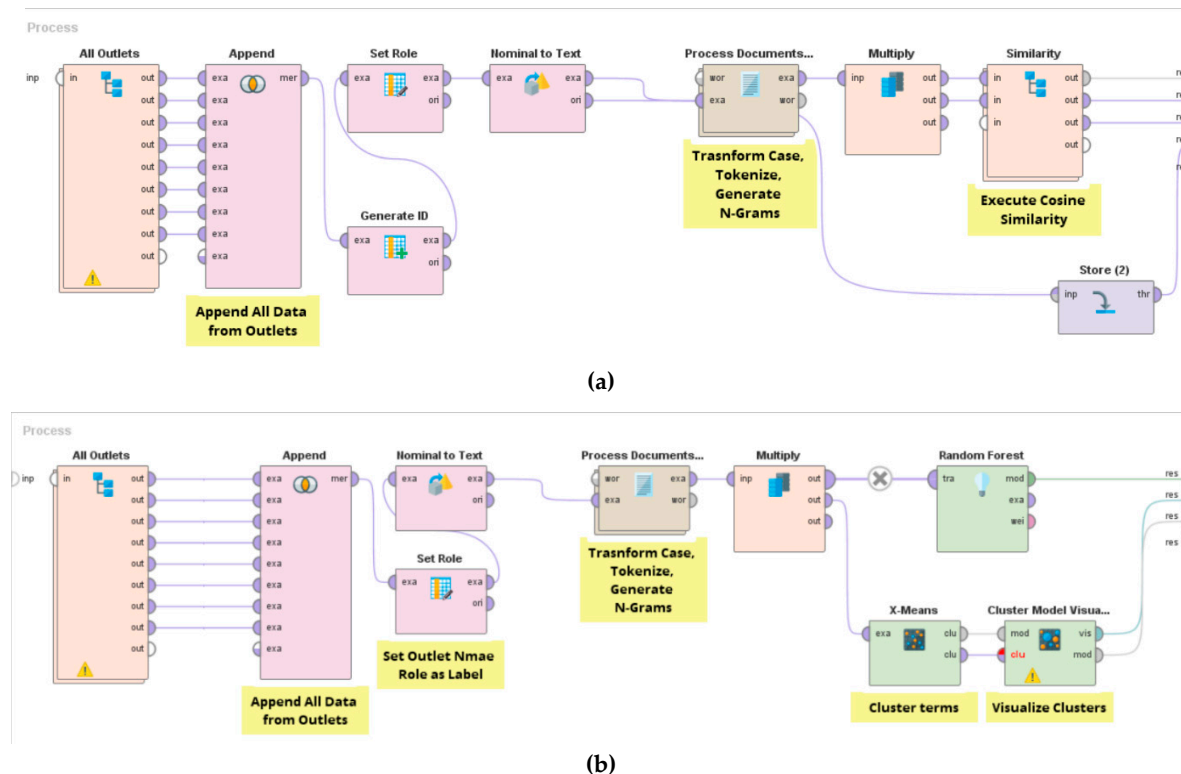 Process
All Outlets
Append
Set Role
Nominal to Text
Process Documents...
Multiply
Similarity
inp
in
out
out
out
out
out
out
out
out
out
exa
exa
exa
exa
exa
exa
exa
exa
exa
mer
exa
exa
ori
exa
exa
ori
wor
exa
exa
wor
inp
out
out
out
in
in
in
out
out
out
out
Trasnform Case,
Tokenize,
Generate
N-Grams
Execute Cosine
Similarity
Generate ID
exa
exa
ori
Store (2)
inp
thr
Append All Data
from Outlets
(a)
Process
All Outlets
Append
Nominal to Text
Process Documents...
Multiply
Random Forest
inp
in
out
out
out
out
out
out
out
out
out
exa
exa
exa
exa
exa
exa
exa
exa
exa
mer
exa
exa
ori
wor
exa
exa
wor
inp
out
out
out
tra
mod
exa
wei
res
res
res
res
Set Role
exa
exa
ori
Trasnform Case,
Tokenize,
Generate
N-Grams
X-Means
Cluster Model Visua...
exa
clu
clu
mod
clu
vis
mod
Set Outlet Nmae
Role as Label
Append All Data
from Outlets
Cluster terms
Visualize Clusters
(b)